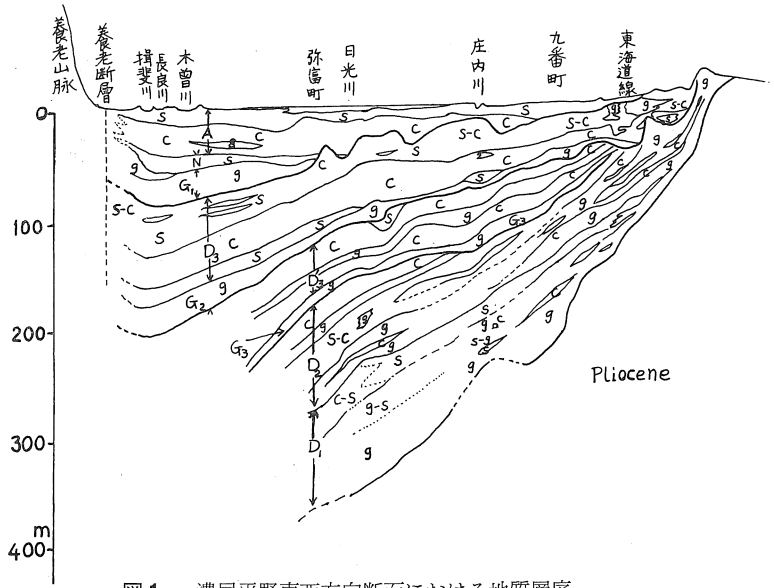 養老山脈
養老断層
揖斐川
長良川
木曽川
弥富町
日光川
庄内川
九番町
東海道線
0
100
200
300
m
400
S
A
C
g
N
G1
S-C
D3
G2
G3
D2
C-S
g-S
D1
S-g
Pliocene
図1 濃尾平野東西方向断面における地質層序